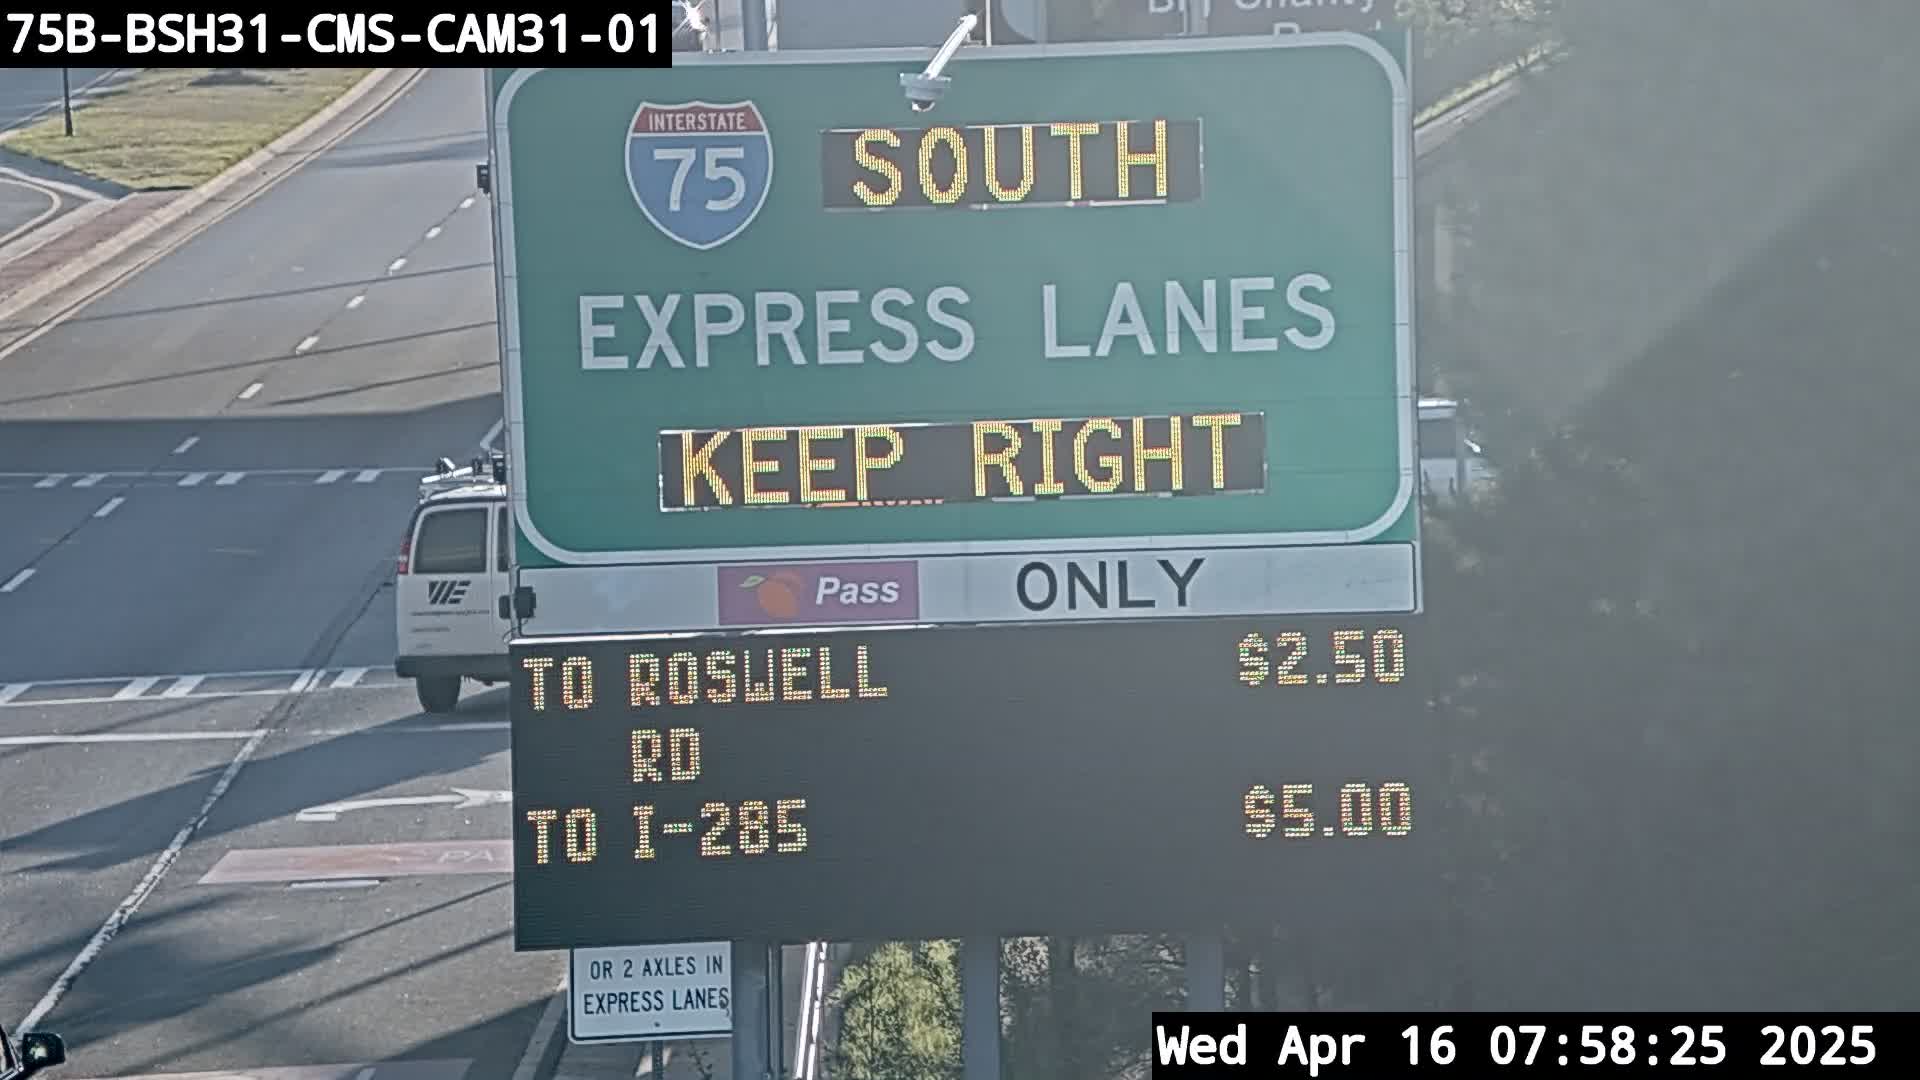 75B-BSH31-CMS-CAM31-01
INTERSTATE
75
SOUTH
EXPRESS LANES
KEEP RIGHT
Pass
ONLY
TO ROSWELL $2.50
RD
TO I-285 $5.00
OR 2 AXLES IN
EXPRESS LANES
PA
Wed Apr 16 07:58:25 2025